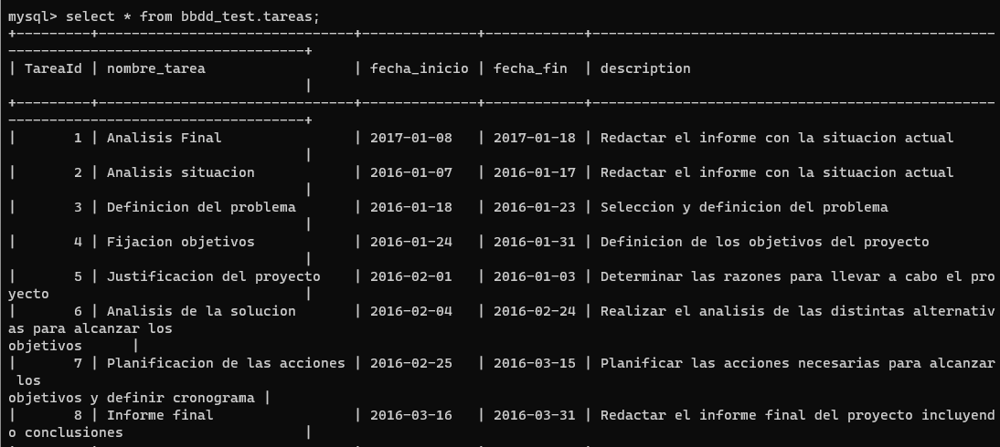 mysql> select * from bbdd_test.tareas;
+---------+-------------------------------+--------------+------------+-------------------------------------------------
------------------------------------+
| TareaId | nombre_tarea                  | fecha_inicio | fecha_fin  | description
                                    |
+---------+-------------------------------+--------------+------------+-------------------------------------------------
------------------------------------+
|       1 | Analisis Final                | 2017-01-08   | 2017-01-18 | Redactar el informe con la situacion actual
                                    |
|       2 | Analisis situacion            | 2016-01-07   | 2016-01-17 | Redactar el informe con la situacion actual
                                    |
|       3 | Definicion del problema       | 2016-01-18   | 2016-01-23 | Seleccion y definicion del problema
                                    |
|       4 | Fijacion objetivos            | 2016-01-24   | 2016-01-31 | Definicion de los objetivos del proyecto
                                    |
|       5 | Justificacion del proyecto    | 2016-02-01   | 2016-01-03 | Determinar las razones para llevar a cabo el pro
yecto                               |
|       6 | Analisis de la solucion       | 2016-02-04   | 2016-02-24 | Realizar el analisis de las distintas alternativ
as para alcanzar los
objetivos      |
|       7 | Planificacion de las acciones | 2016-02-25   | 2016-03-15 | Planificar las acciones necesarias para alcanzar
 los
objetivos y definir cronograma |
|       8 | Informe final                 | 2016-03-16   | 2016-03-31 | Redactar el informe final del proyecto incluyend
o conclusiones                      |